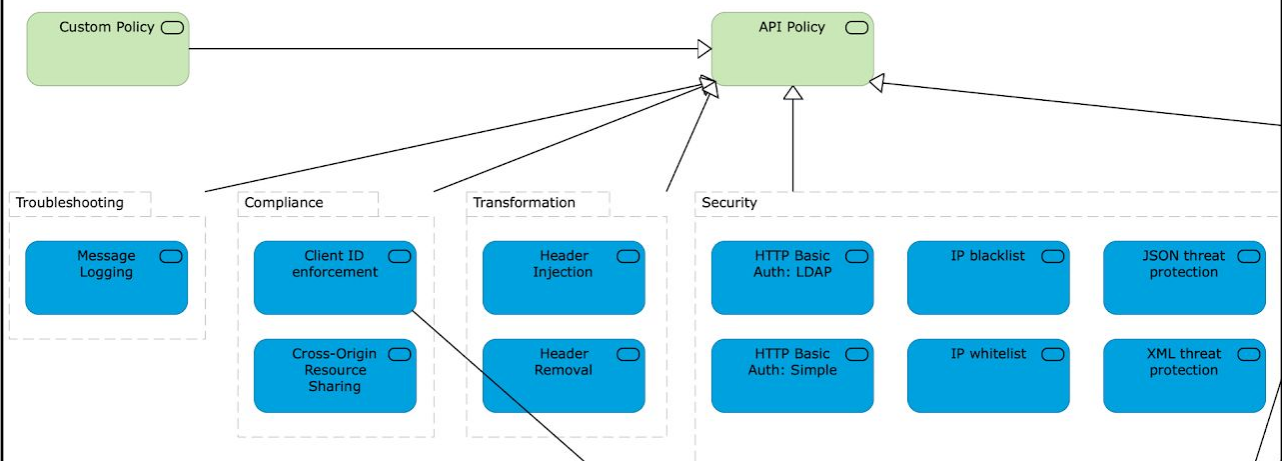 Custom Policy
API Policy
Troubleshooting
Compliance
Transformation
Security
Message
Logging
Client ID
enforcement
Header
Injection
HTTP Basic
Auth: LDAP
IP blacklist
JSON threat
protection
Cross-Origin
Resource
Sharing
Header
Removal
HTTP Basic
Auth: Simple
IP whitelist
XML threat
protection